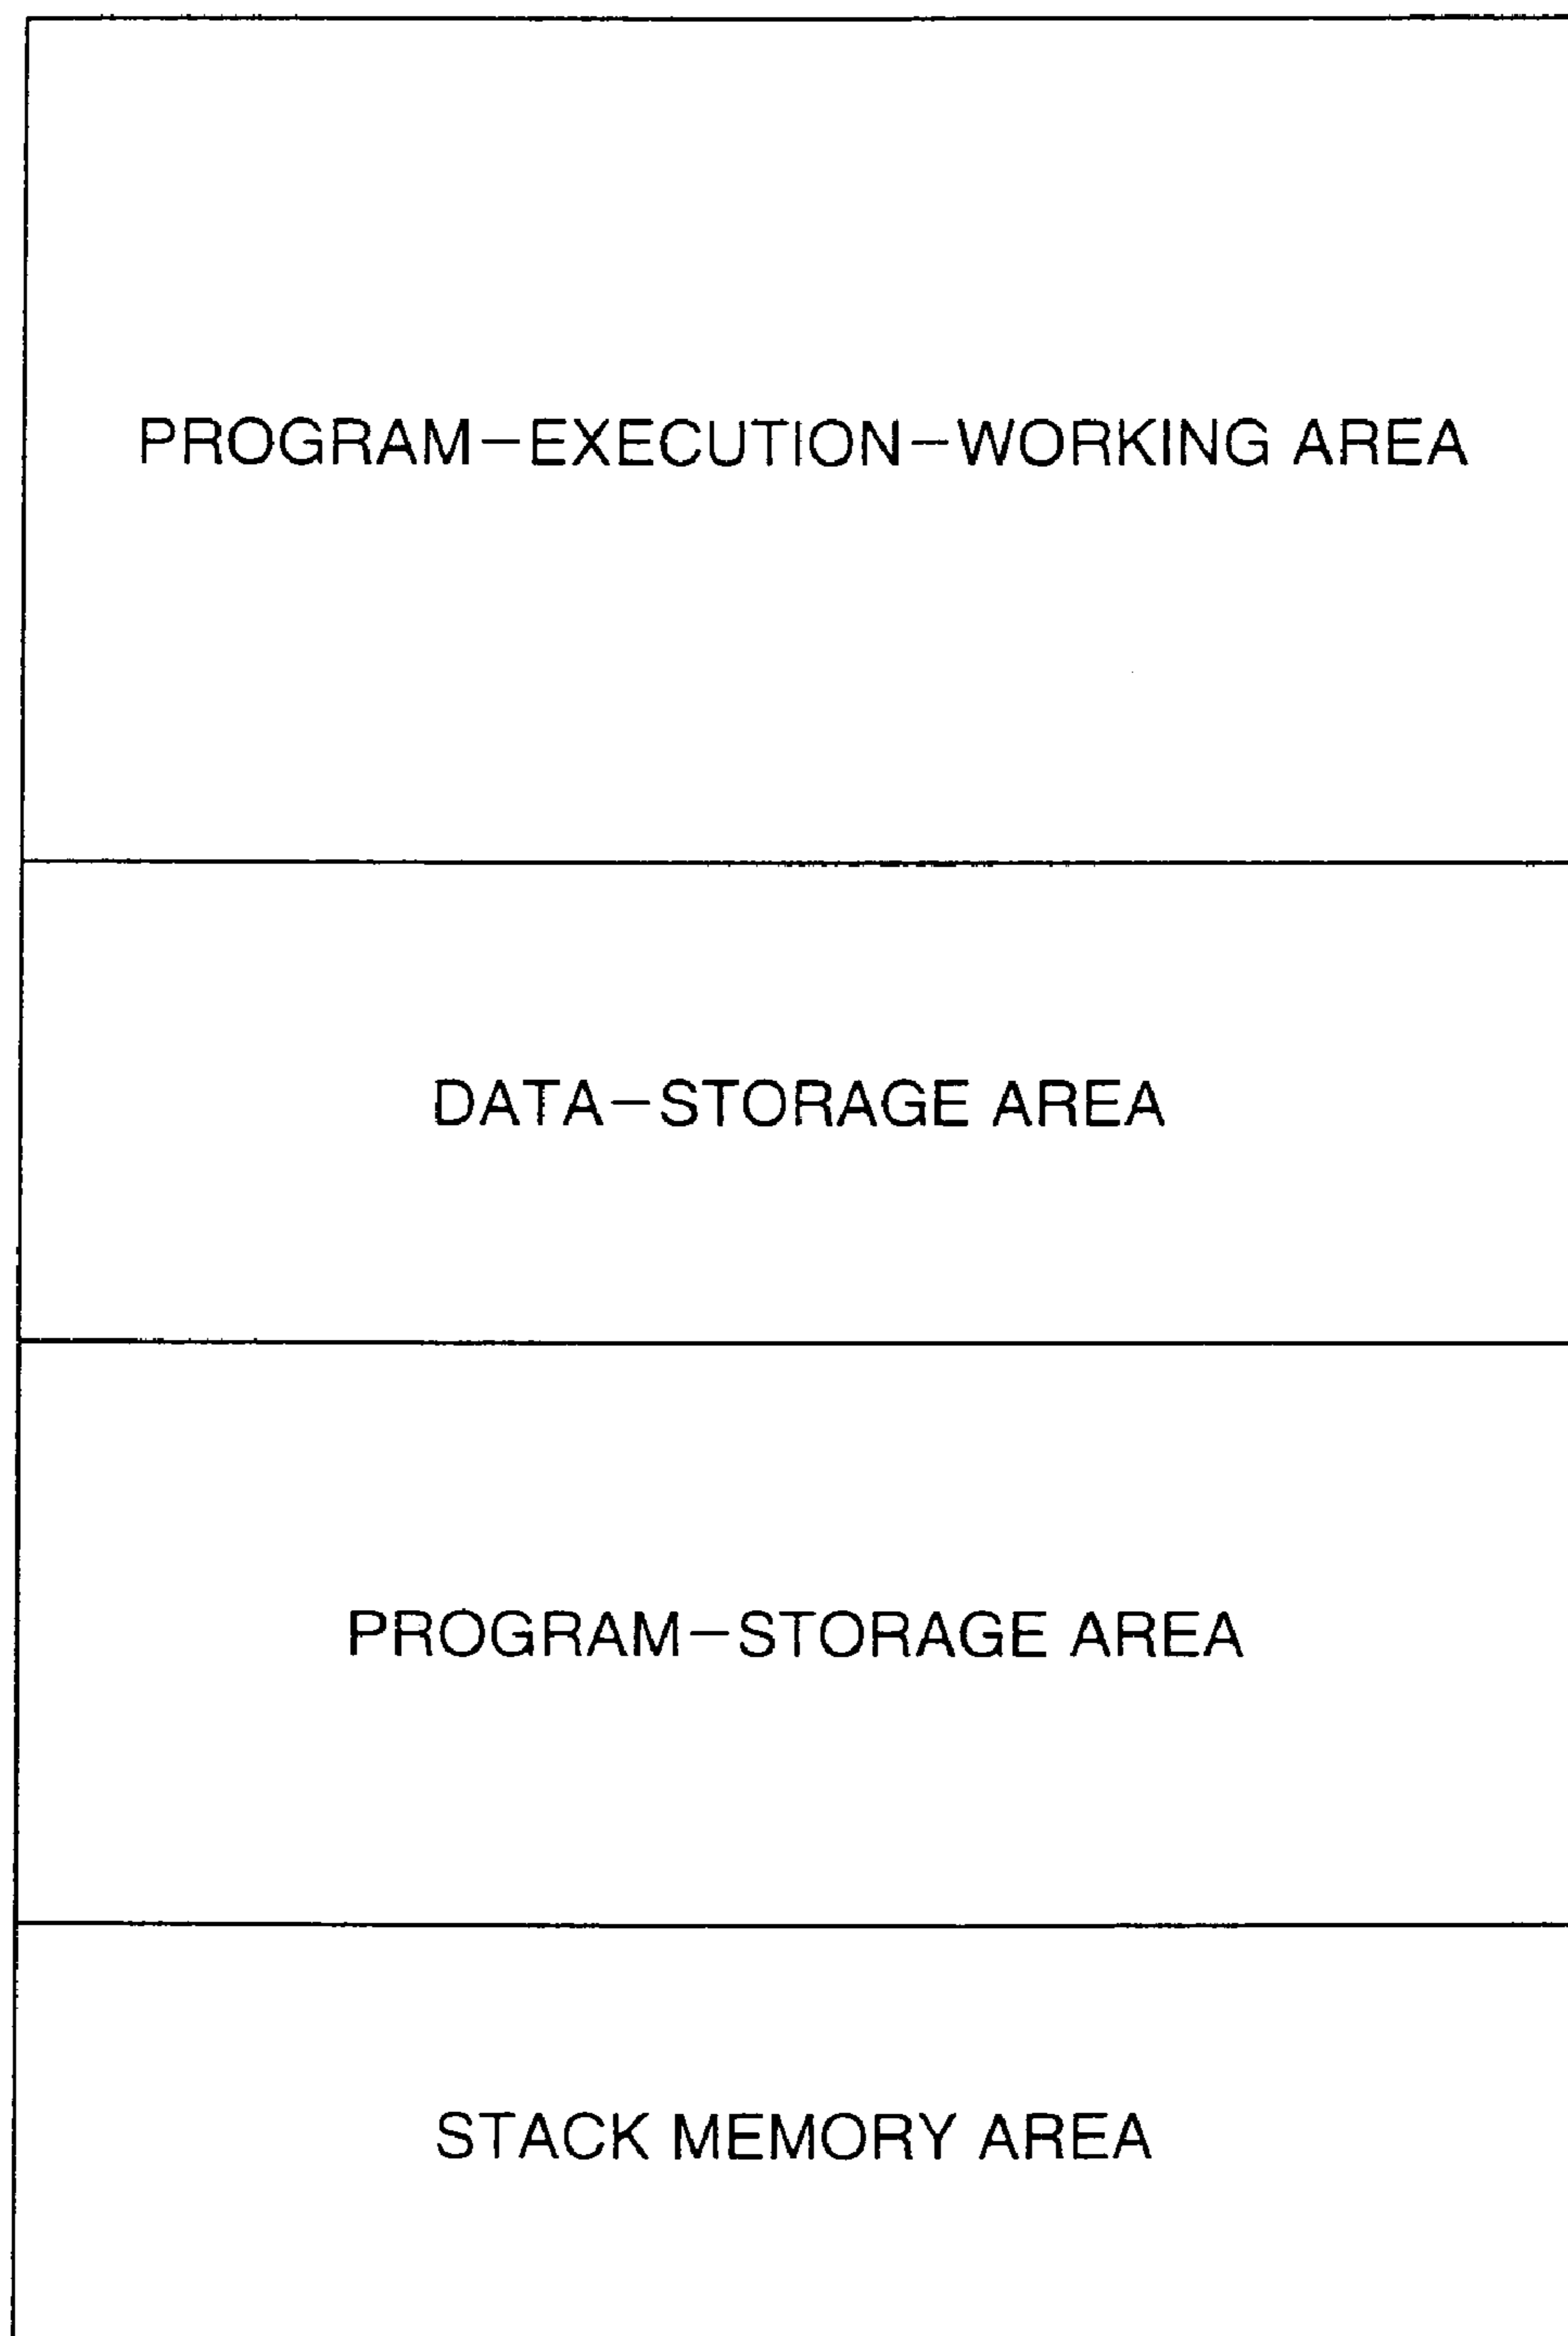 PROGRAM—EXECUTION—WORKING AREA
DATA—STORAGE AREA
PROGRAM—STORAGE AREA
STACK MEMORY AREA